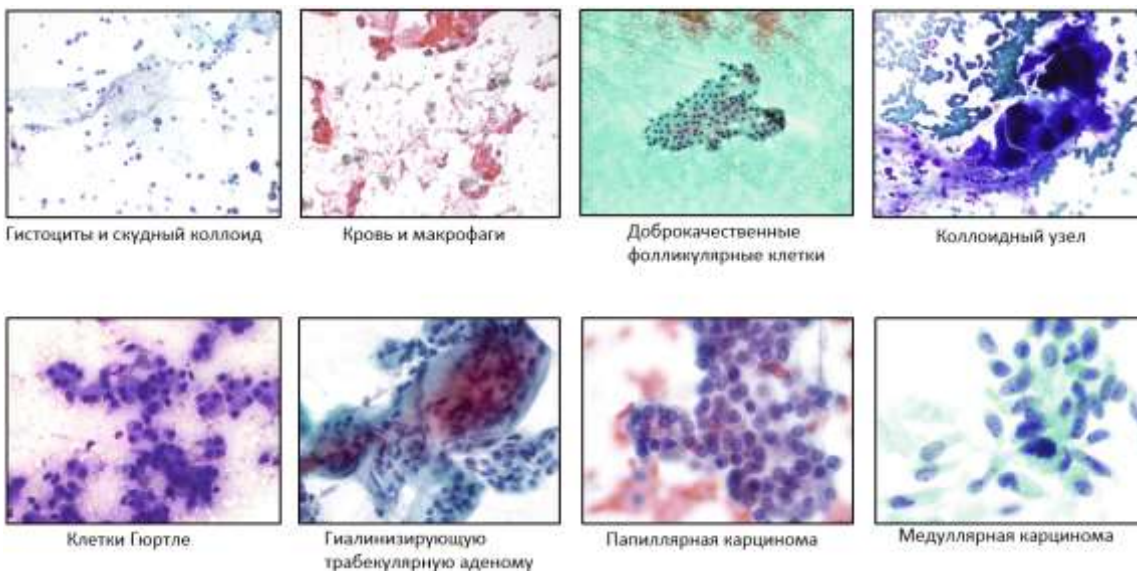 Гистоциты и скудный коллоид
Кровь и макрофаги
Доброкачественные
фолликулярные клетки
Коллоидный узел
Клетки Гюртле
Гиалинизирующую
трабекулярную аденому
Папиллярная карцинома
Медуллярная карцинома